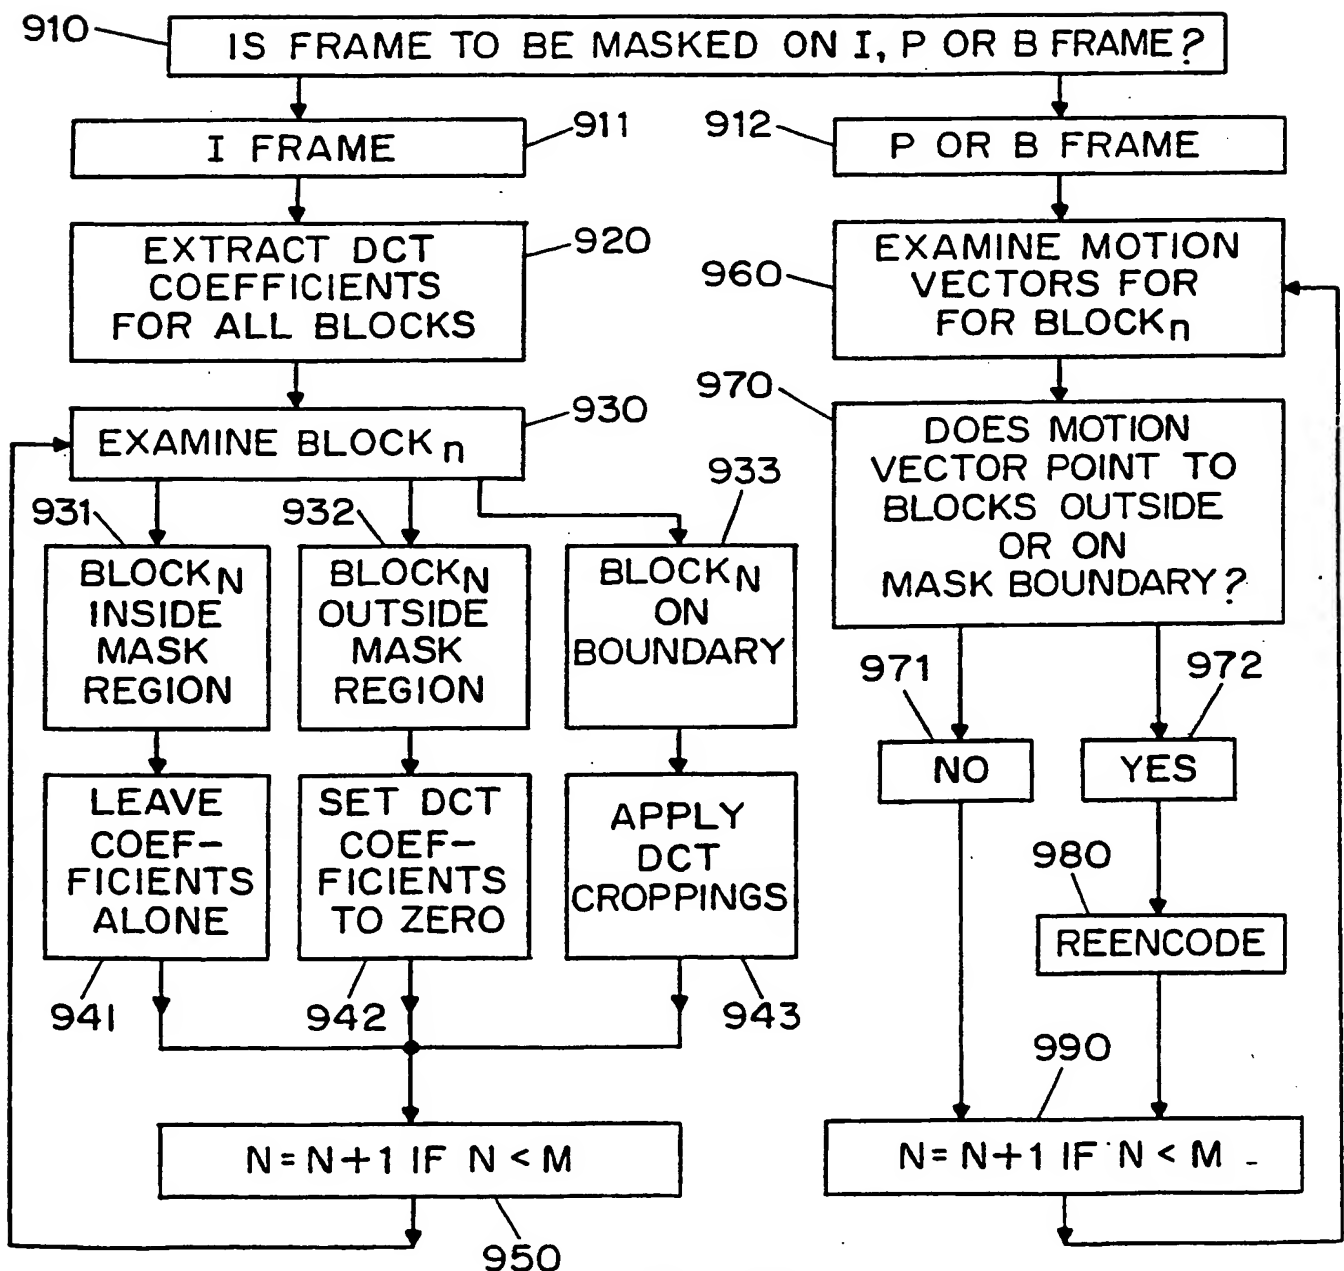 910
IS FRAME TO BE MASKED ON I, P OR B FRAME?
I FRAME
911
912
P OR B FRAME
EXTRACT DCT
COEFFICIENTS
FOR ALL BLOCKS
920
960
EXAMINE MOTION
VECTORS FOR
FOR BLOCKn
EXAMINE BLOCKn
930
970
DOES MOTION
VECTOR POINT TO
BLOCKS OUTSIDE
OR ON
MASK BOUNDARY?
931
BLOCKN
INSIDE
MASK
REGION
932
BLOCKN
OUTSIDE
MASK
REGION
933
BLOCKN
ON
BOUNDARY
971
NO
972
YES
LEAVE
COEF-
FICIENTS
ALONE
941
SET DCT
COEF-
FICIENTS
TO ZERO
942
APPLY
DCT
CROPPINGS
943
980
REENCODE
990
N=N+1 IF N<M
950
N=N+1 IF N<M